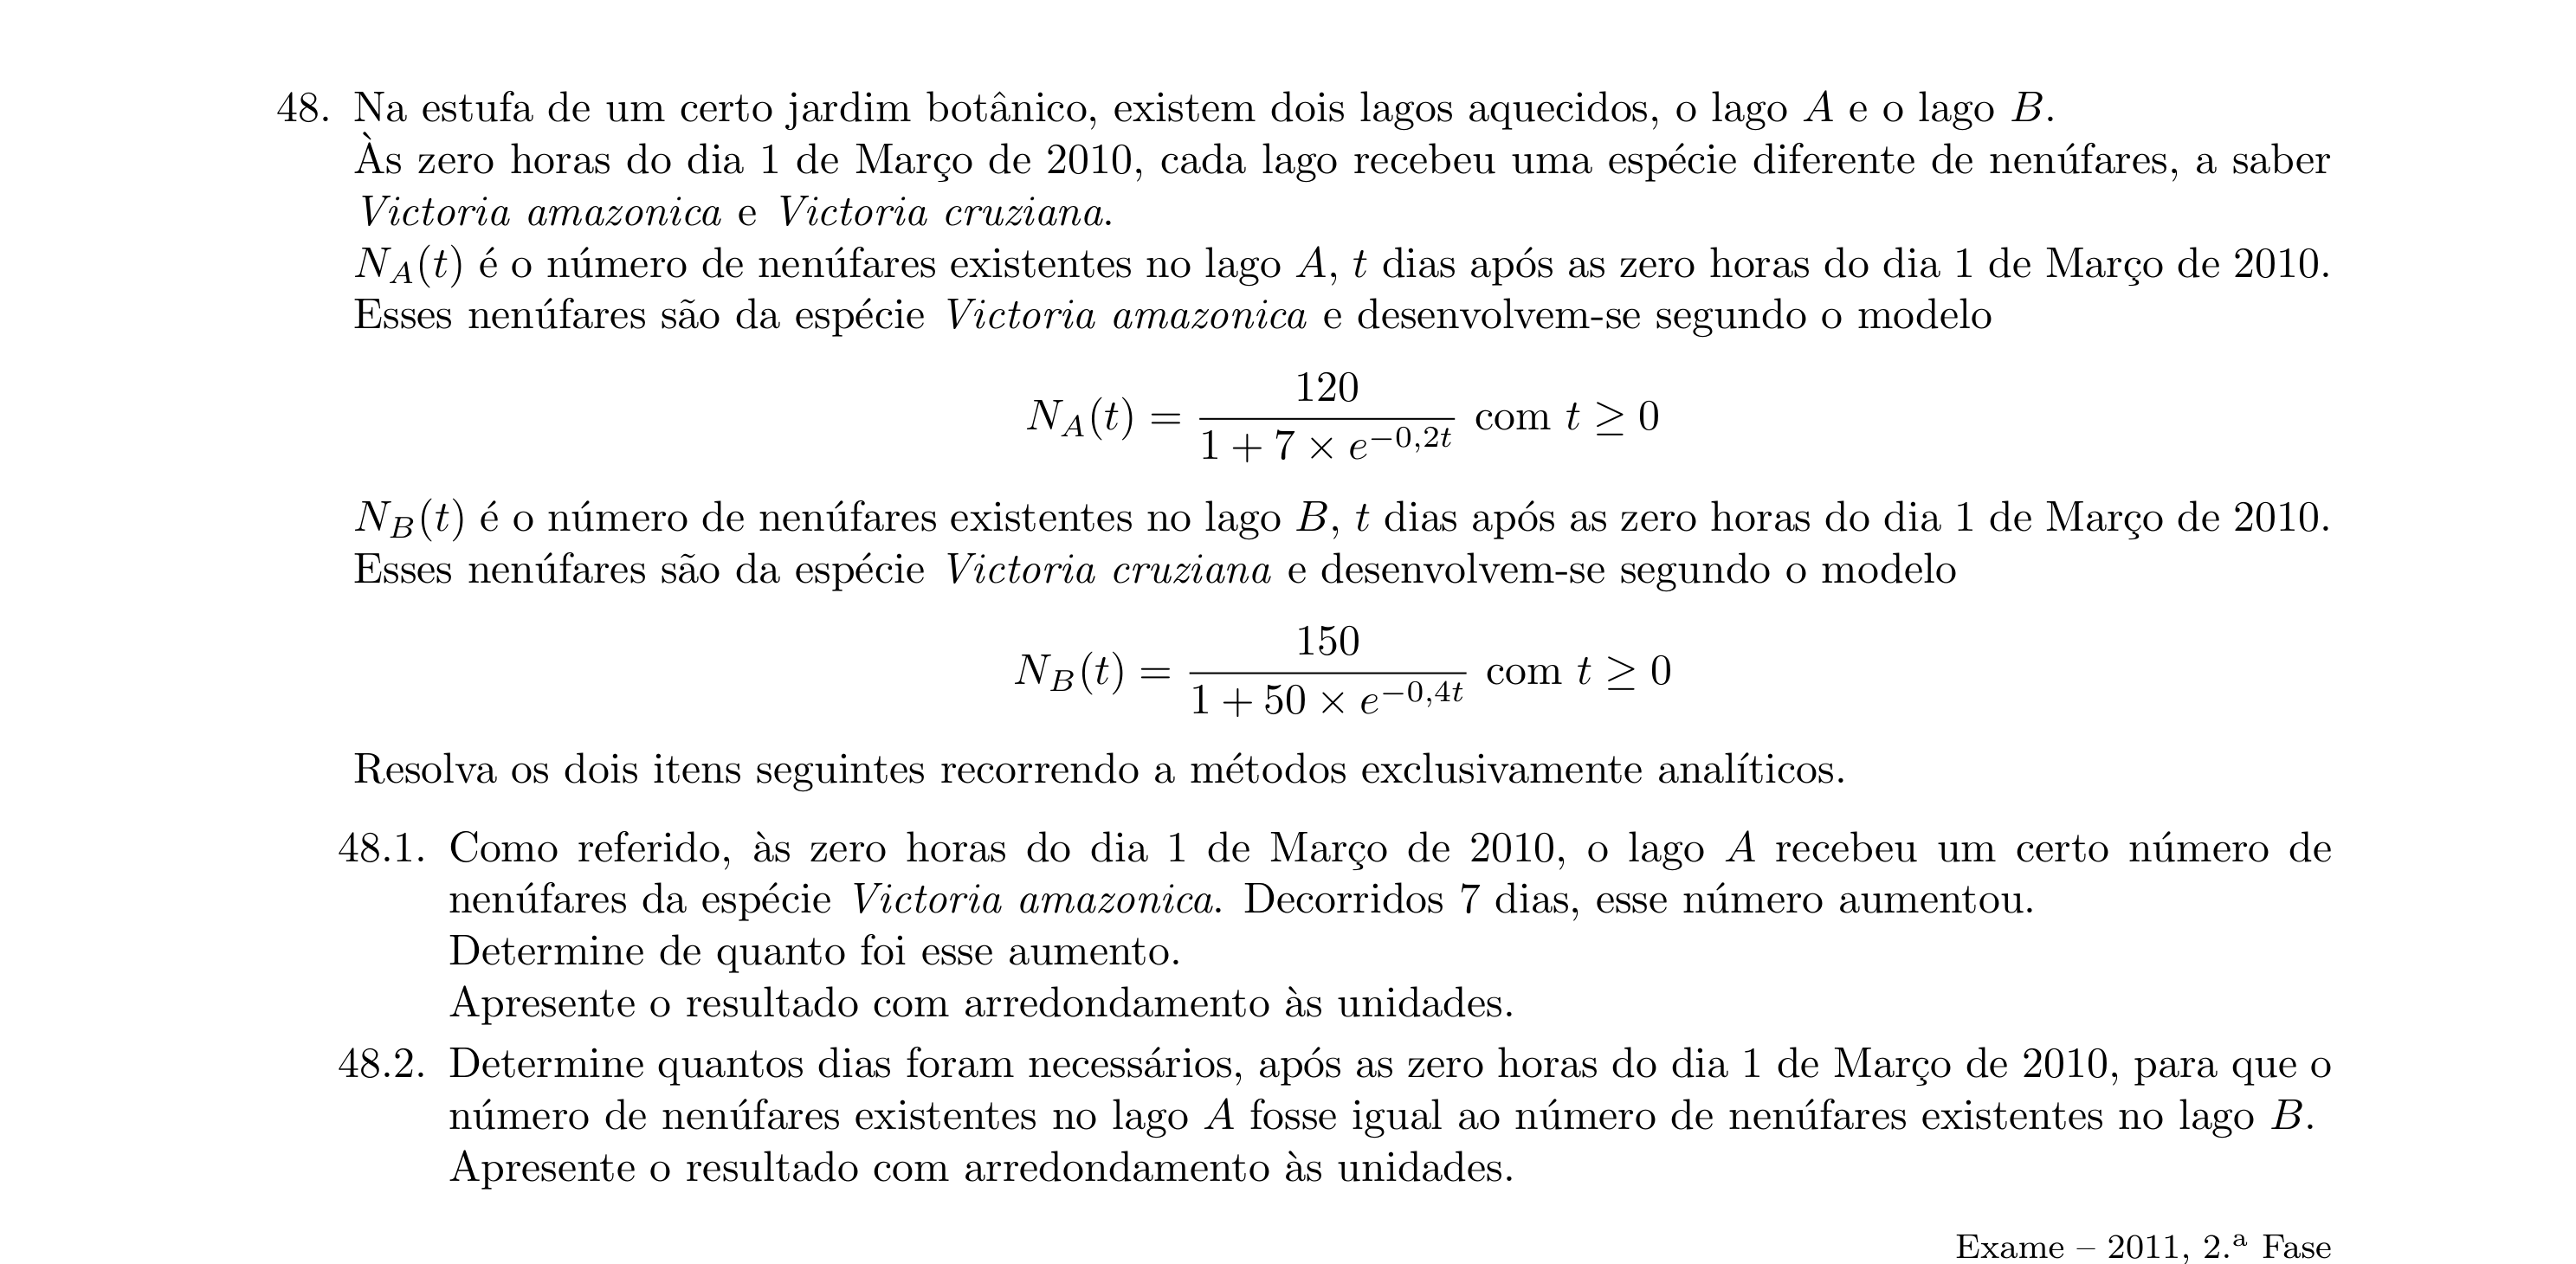 48. Na estufa de um certo jardim botânico, existem dois lagos aquecidos, o lago A e o lago B.
Às zero horas do dia 1 de Março de 2010, cada lago recebeu uma espécie diferente de nenúfares, a saber
Victoria amazonica e Victoria cruziana.
N_A(t) é o número de nenúfares existentes no lago A, t dias após as zero horas do dia 1 de Março de 2010.
Esses nenúfares são da espécie Victoria amazonica e desenvolvem-se segundo o modelo
N_A(t) = \frac{120}{1 + 7 × e^{-0,2t}} com t ≥ 0
N_B(t) é o número de nenúfares existentes no lago B, t dias após as zero horas do dia 1 de Março de 2010.
Esses nenúfares são da espécie Victoria cruziana e desenvolvem-se segundo o modelo
N_B(t) = \frac{150}{1 + 50 × e^{-0,4t}} com t ≥ 0
Resolva os dois itens seguintes recorrendo a métodos exclusivamente analíticos.
48.1. Como referido, às zero horas do dia 1 de Março de 2010, o lago A recebeu um certo número de
nenúfares da espécie Victoria amazonica. Decorridos 7 dias, esse número aumentou.
Determine de quanto foi esse aumento.
Apresente o resultado com arredondamento às unidades.
48.2. Determine quantos dias foram necessários, após as zero horas do dia 1 de Março de 2010, para que o
número de nenúfares existentes no lago A fosse igual ao número de nenúfares existentes no lago B.
Apresente o resultado com arredondamento às unidades.
Exame – 2011, 2.ª Fase